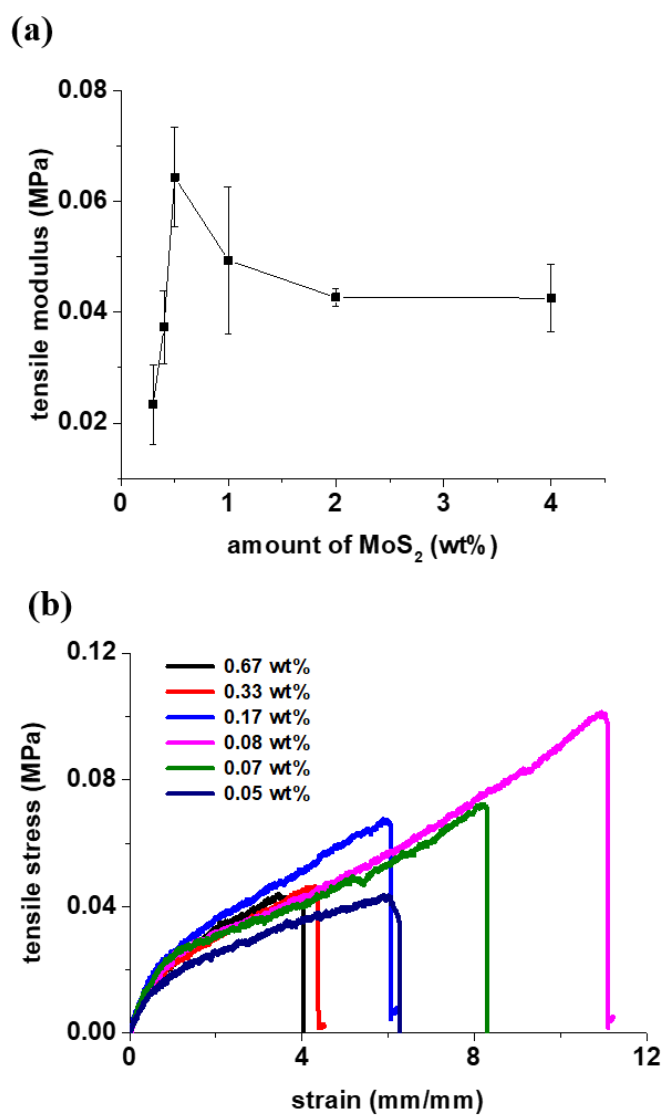 (a)
0.08
0.06
0.04
0.02
tensile modulus (MPa)
0 1 2 3 4
amount of MoS₂ (wt%)
(b)
0.12
0.08
0.04
0.00
tensile stress (MPa)
0.67 wt%
0.33 wt%
0.17 wt%
0.08 wt%
0.07 wt%
0.05 wt%
0 4 8 12
strain (mm/mm)